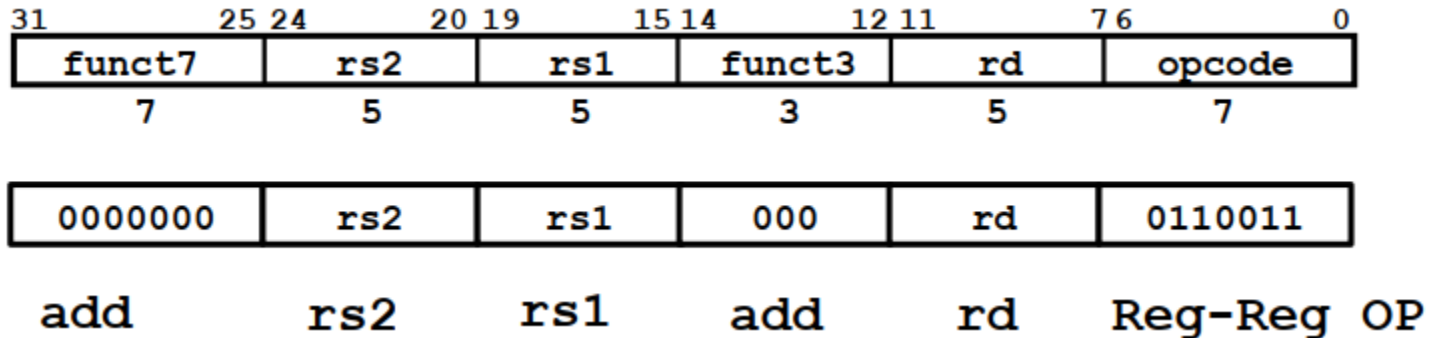 31 25 24 20 19 15 14 12 11 7 6 0
funct7 rs2 rs1 funct3 rd opcode
7 5 5 3 5 7
0000000 rs2 rs1 000 rd 0110011
add rs2 rs1 add rd Reg-Reg OP